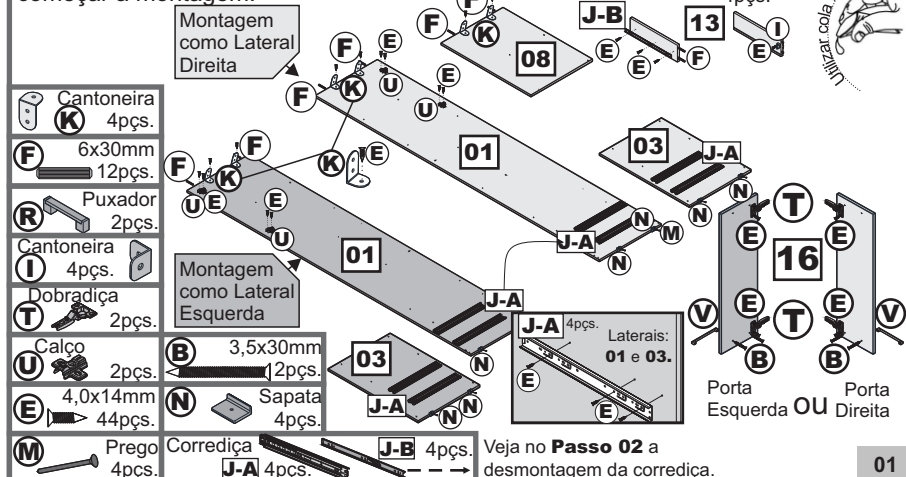 começar a montagem.
Montagem
como Lateral
Direita
F
K
08
J-B
E
E
F
4pçs.
13
I
E
Utilizar cola
F
F
K
E
U
E
U
01
03
J-A
N
N
Cantoneira
K 4pçs.
F 6x30mm
12pçs.
R Puxador
2pçs.
Cantoneira
I 4pçs.
Dobradiça
T 2pçs.
Calço
U 2pçs.
B 3,5x30mm
12pçs.
E 4,0x14mm
44pçs.
N Sapata
4pçs.
M Prego
4pçs.
Corrediça
J-A 4pçs.
J-B 4pçs.
F
F
K
U
E
E
U
K
E
01
J-A
N
M
N
J-A
N
Montagem
como Lateral
Esquerda
03
J-A
N
N
J-A 4pçs.
Laterais:
01 e 03.
E
E
T
E
E
16
E
E
T
V
V
B
B
Porta
Esquerda ou Porta
Direita
Veja no Passo 02 a
desmontagem da corrediça.
01